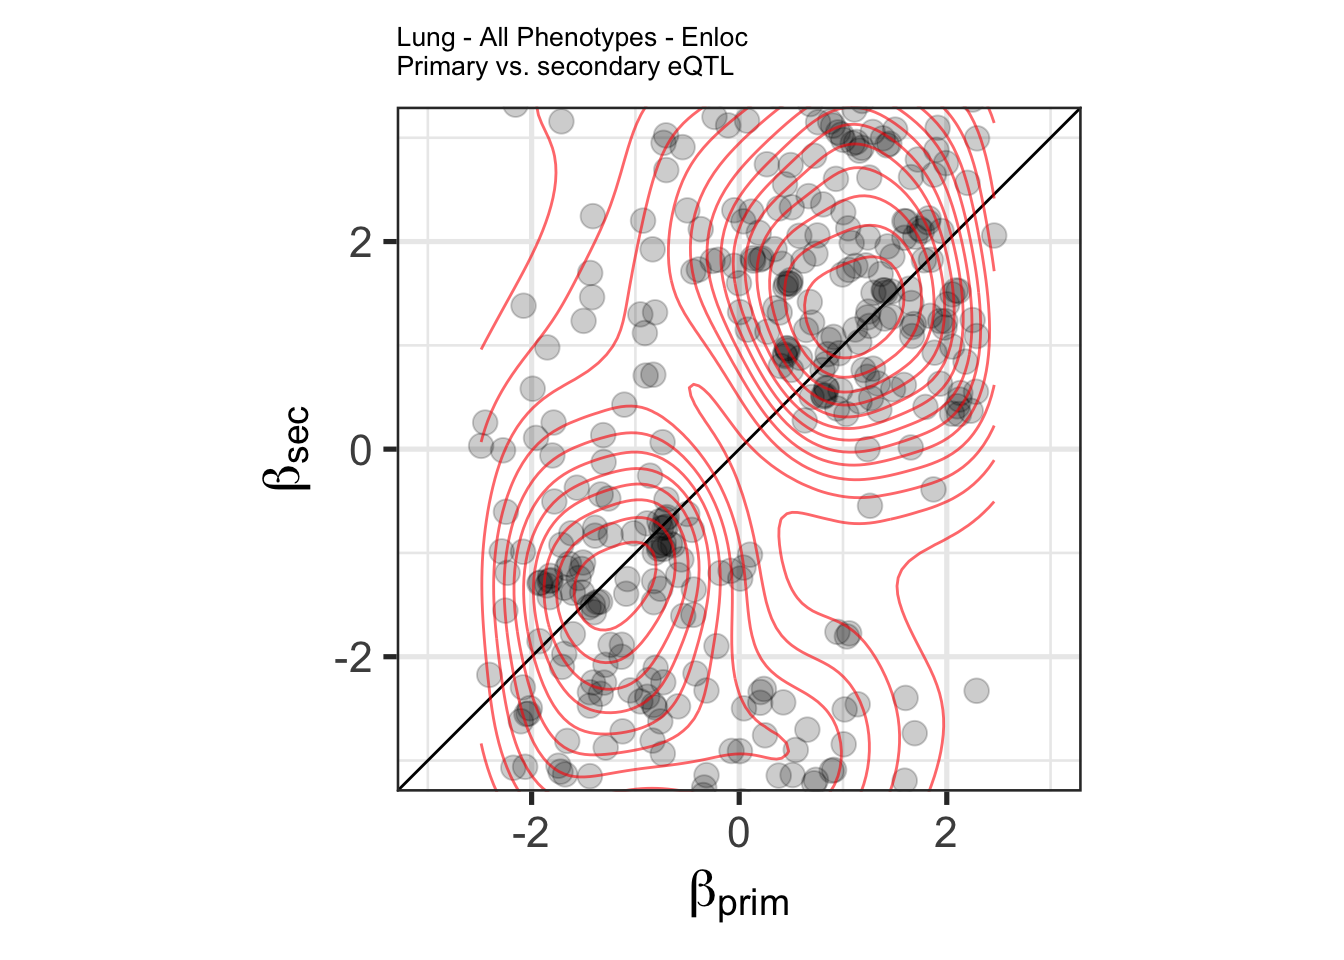 Lung - All Phenotypes - Enloc
Primary vs. secondary eQTL
βsec
2
0
-2
-2 0 2
βprim